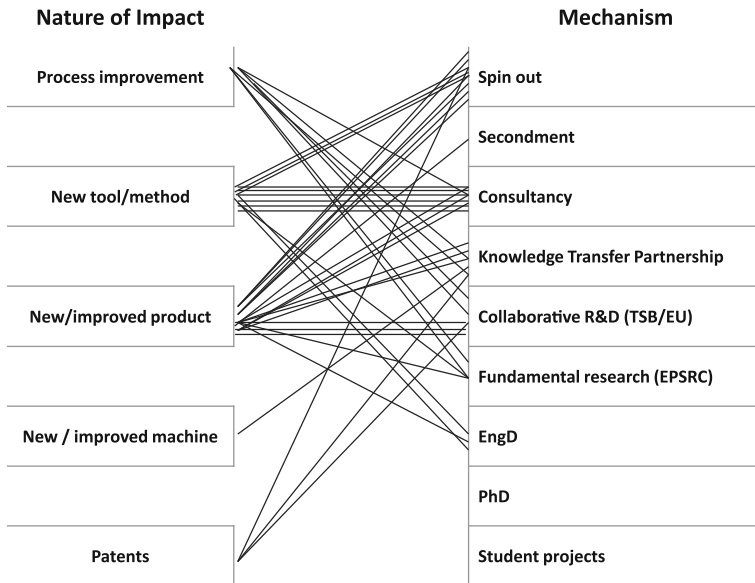 Nature of Impact
Mechanism
Process improvement
Spin out
Secondment
New tool/method
Consultancy
Knowledge Transfer Partnership
New/improved product
Collaborative R&D (TSB/EU)
Fundamental research (EPSRC)
New / improved machine
EngD
PhD
Patents
Student projects